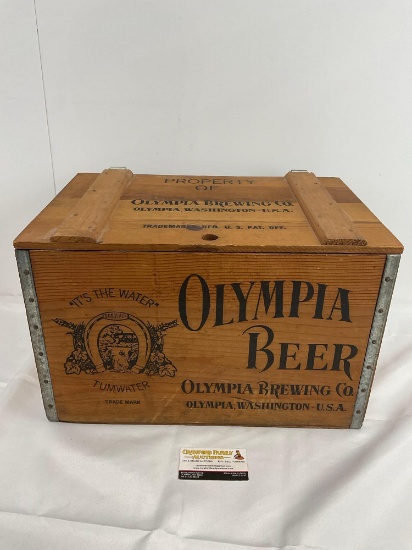 PROPERTY
OF
OLYMPIA BREWING CO.
OLYMPIA, WASHINGTON - U.S.A.
TRADEMARK REG. U. S. PAT. OFF.
"IT'S THE WATER"
TUMWATER
TRADE MARK
OLYMPIA
BEER
OLYMPIA BREWING CO.
OLYMPIA, WASHINGTON - U.S.A.